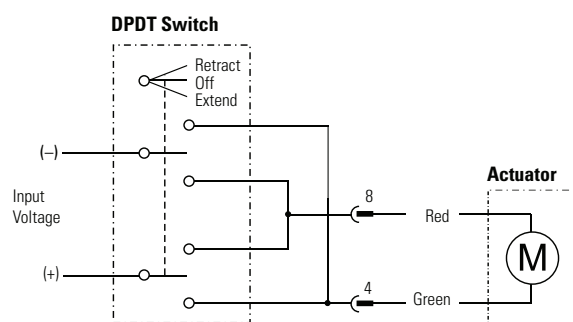 DPDT Switch
Retract
Off
Extend
(–)
Input
Voltage
(+)
8
Red
4
Green
Actuator
M